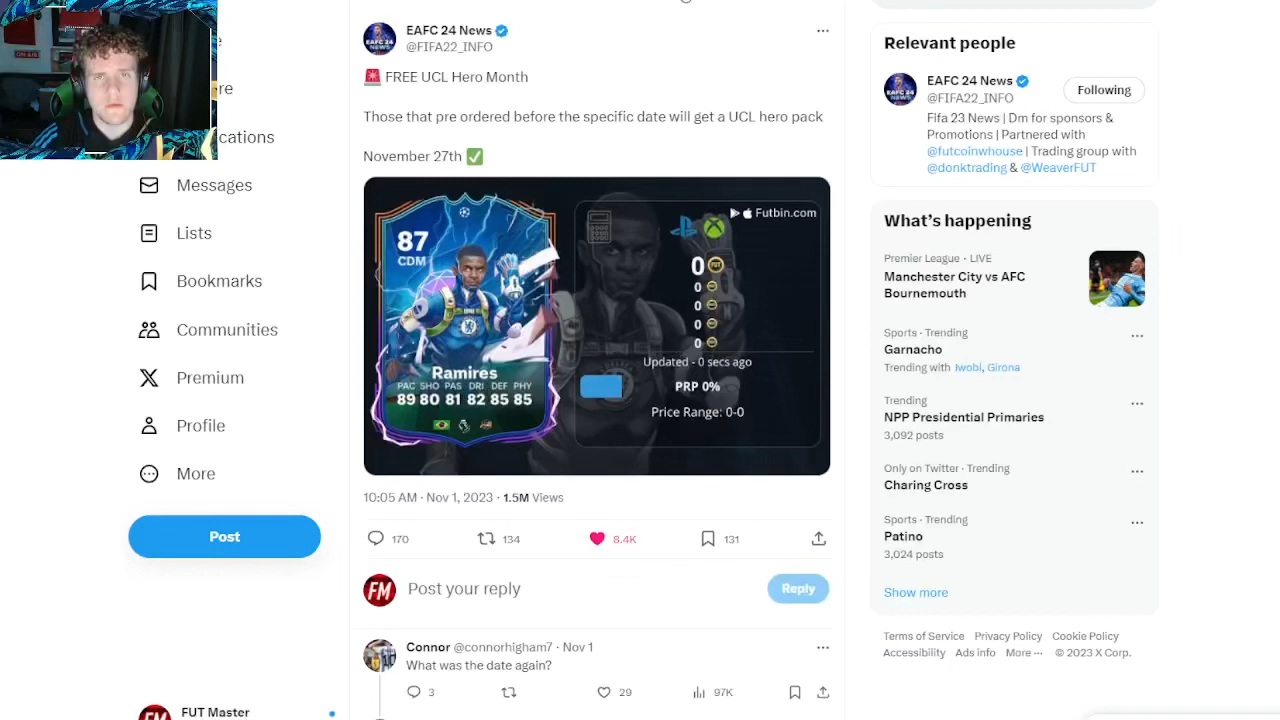 EAFC 24 News
@FIFA22_INFO
🚨 FREE UCL Hero Month
Those that pre ordered before the specific date will get a UCL hero pack
November 27th ✅
87
CDM
Ramires
PAC SHO PAS DRI DEF PHY
89 80 81 82 85 85
Futbin.com
0
0
0
0
0
Updated - 0 secs ago
PRP 0%
Price Range: 0-0
10:05 AM · Nov 1, 2023 · 1.5M Views
170
134
8.4K
131
FM
Post your reply
Reply
Connor @connorhigham7 · Nov 1
What was the date again?
3
29
97K
re
cations
Messages
Lists
Bookmarks
Communities
Premium
Profile
More
Post
FM
FUT Master
Relevant people
EAFC 24 News
@FIFA22_INFO
Following
Fifa 23 News | Dm for sponsors &
Promotions | Partnered with
@futcoinwhouse | Trading group with
@donktrading & @WeaverFUT
What's happening
Premier League · LIVE
Manchester City vs AFC
Bournemouth
Sports · Trending
Garnacho
Trending with Iwobi, Girona
Trending
NPP Presidential Primaries
3,092 posts
Only on Twitter · Trending
Charing Cross
Sports · Trending
Patino
3,024 posts
Show more
Terms of Service Privacy Policy Cookie Policy
Accessibility Ads info More ··· © 2023 X Corp.